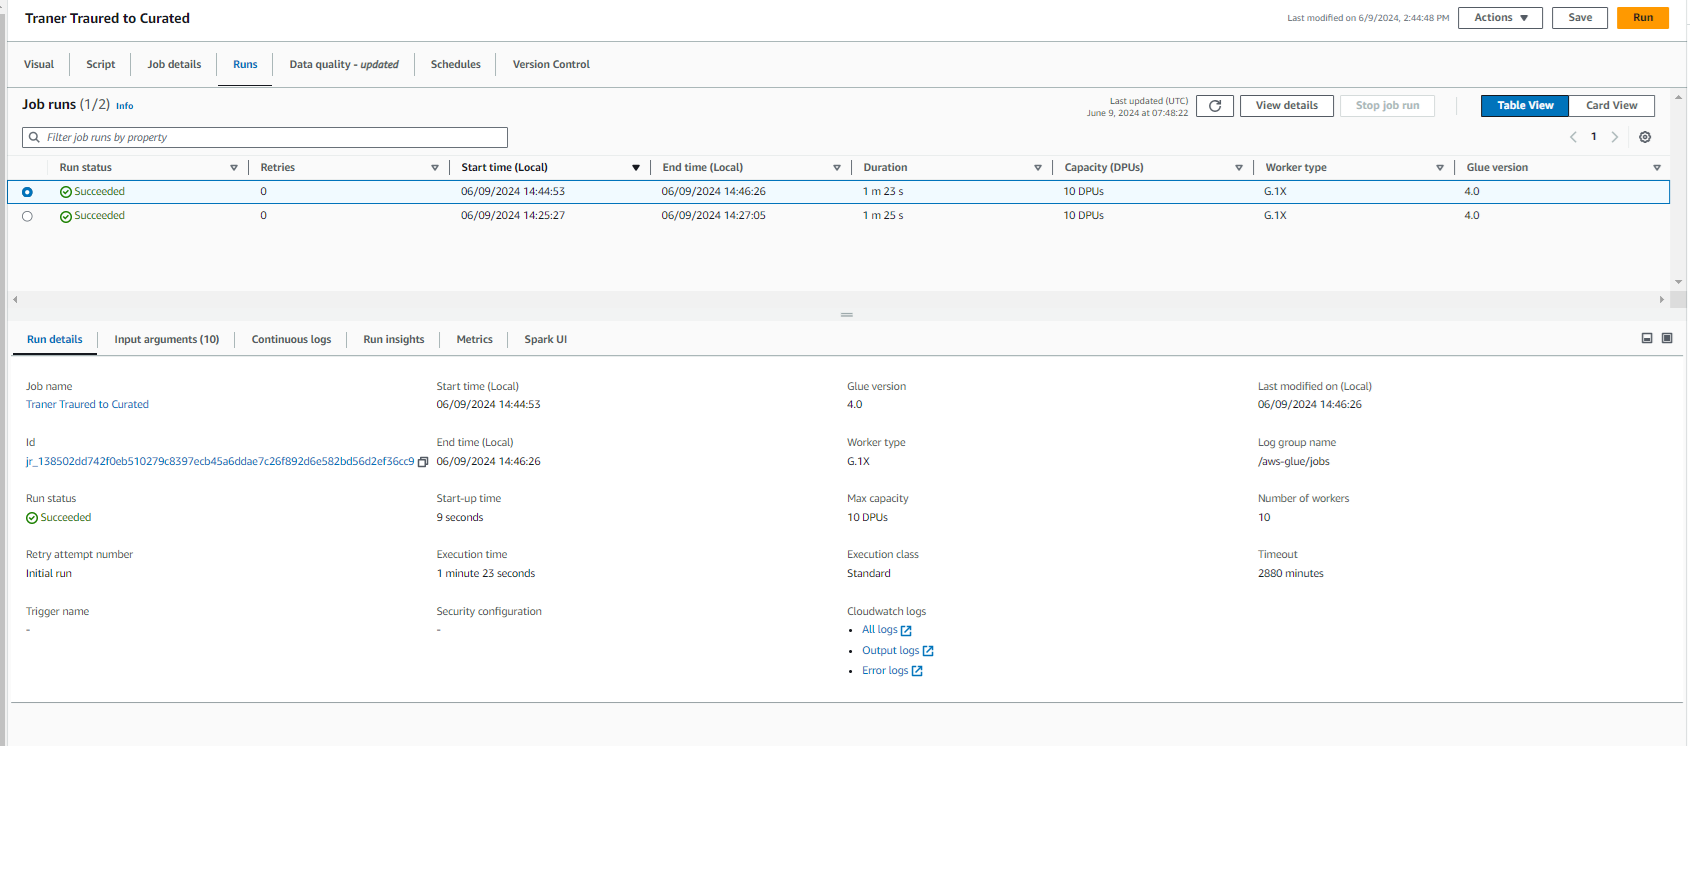 Traner Traured to Curated
Last modified on 6/9/2024, 2:44:48 PM
Actions
Save
Run
Visual
Script
Job details
Runs
Data quality - updated
Schedules
Version Control
Job runs (1/2) Info
Last updated (UTC)
June 9, 2024 at 07:48:22
View details
Stop job run
Table View
Card View
Filter job runs by property
1
Run status Retries Start time (Local) End time (Local) Duration Capacity (DPUs) Worker type Glue version
Succeeded 0 06/09/2024 14:44:53 06/09/2024 14:46:26 1 m 23 s 10 DPUs G.1X 4.0
Succeeded 0 06/09/2024 14:25:27 06/09/2024 14:27:05 1 m 25 s 10 DPUs G.1X 4.0
Run details
Input arguments (10)
Continuous logs
Run insights
Metrics
Spark UI
Job name
Traner Traured to Curated
Start time (Local)
06/09/2024 14:44:53
Glue version
4.0
Last modified on (Local)
06/09/2024 14:46:26
Id
jr_138502dd742f0eb510279c8397ecb45a6ddae7c26f892d6e582bd56d2ef36cc9
End time (Local)
06/09/2024 14:46:26
Worker type
G.1X
Log group name
/aws-glue/jobs
Run status
Succeeded
Start-up time
9 seconds
Max capacity
10 DPUs
Number of workers
10
Retry attempt number
Initial run
Execution time
1 minute 23 seconds
Execution class
Standard
Timeout
2880 minutes
Trigger name
-
Security configuration
-
Cloudwatch logs
All logs
Output logs
Error logs